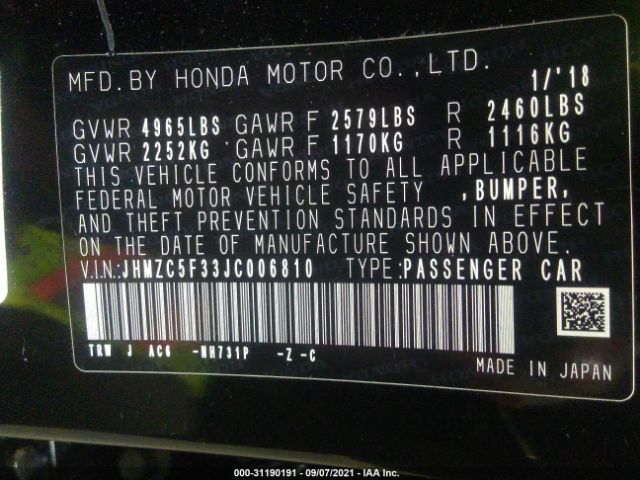 MFD. BY HONDA MOTOR CO.,LTD. 1/'18
GVWR 4965LBS GAWR F 2579LBS R 2460LBS
GVWR 2252KG GAWR F 1170KG R 1116KG
THIS VEHICLE CONFORMS TO ALL APPLICABLE
FEDERAL MOTOR VEHICLE SAFETY ,BUMPER,
AND THEFT PREVENTION STANDARDS IN EFFECT
ON THE DATE OF MANUFACTURE SHOWN ABOVE.
V.I.N.:JHMZC5F33JC006810 TYPE:PASSENGER CAR
TRW J AC6 -NH731P -Z -C
MADE IN JAPAN
000-31190191 - 09/07/2021 - IAA Inc.